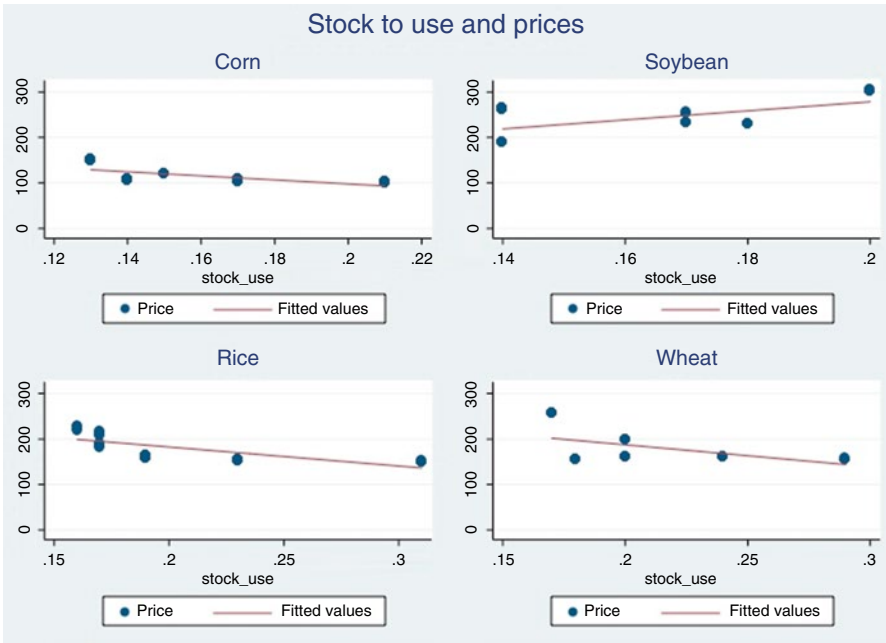 Stock to use and prices
Corn
300
200
100
0
.12 .14 .16 .18 .2 .22
stock_use
Price Fitted values
Soybean
300
200
100
0
.14 .16 .18 .2
stock_use
Price Fitted values
Rice
300
200
100
0
.15 .2 .25 .3
stock_use
Price Fitted values
Wheat
300
200
100
0
.15 .2 .25 .3
stock_use
Price Fitted values